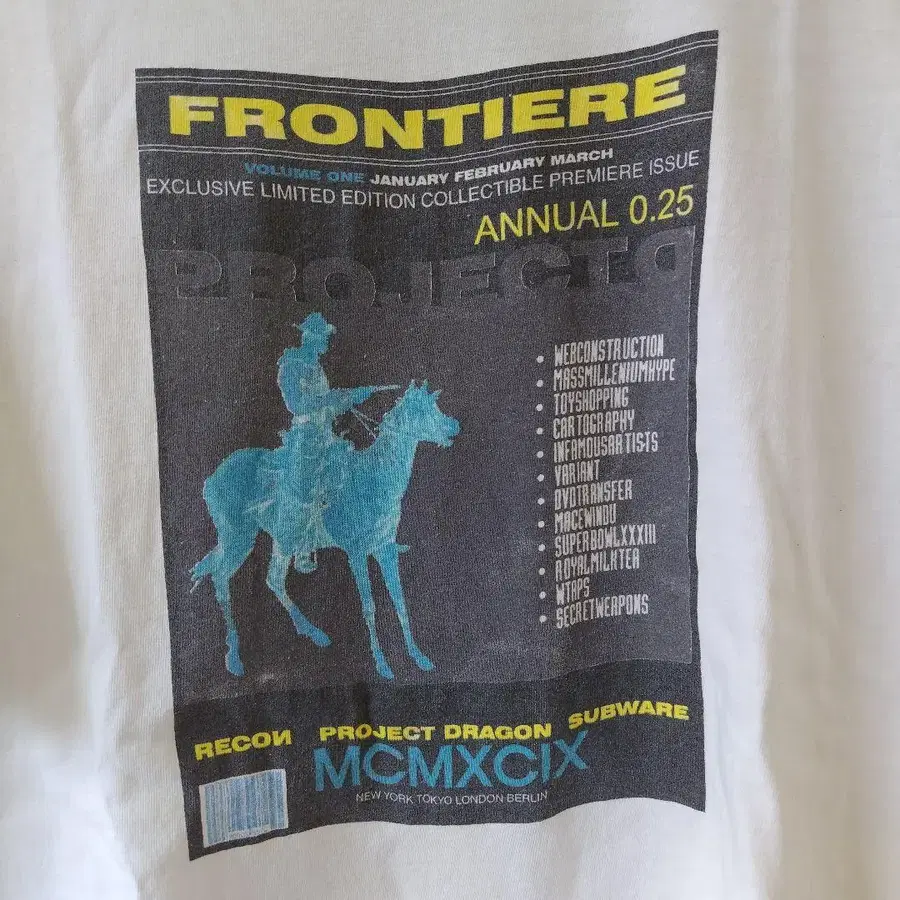 FRONTIERE
VOLUME ONE JANUARY FEBRUARY MARCH
EXCLUSIVE LIMITED EDITION COLLECTIBLE PREMIERE ISSUE
ANNUAL 0.25
PROJECTD
• WEBCONSTRUCTION
• MASSMILLENIUMHYPE
• TOYSHOPPING
• CARTOGRAPHY
• INFAMOUSARTISTS
• VARIANT
• DVDTRANSFER
• MACEWINDU
• SUPERBOWLXXXIII
• ROYALMILKTEA
• WTAPS
• SECRETWEAPONS
RECON PROJECT DRAGON SUBWARE
MCMXCIX
NEW YORK TOKYO LONDON BERLIN